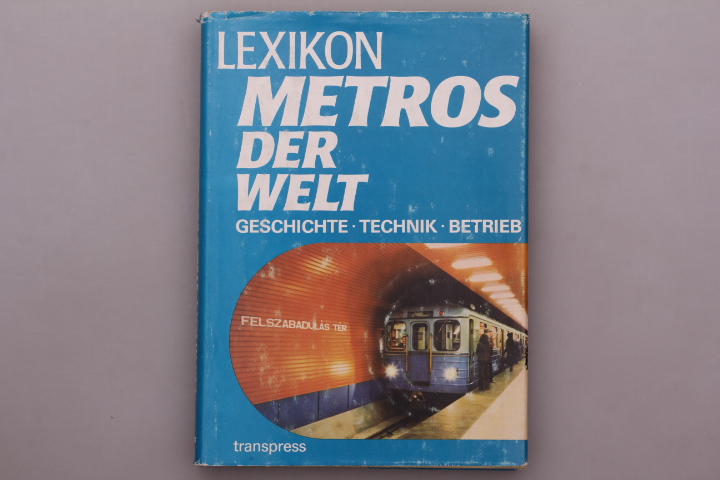 LEXIKON
METROS
DER
WELT
GESCHICHTE · TECHNIK · BETRIEB
FELSZABADULÁS TÉR
transpress